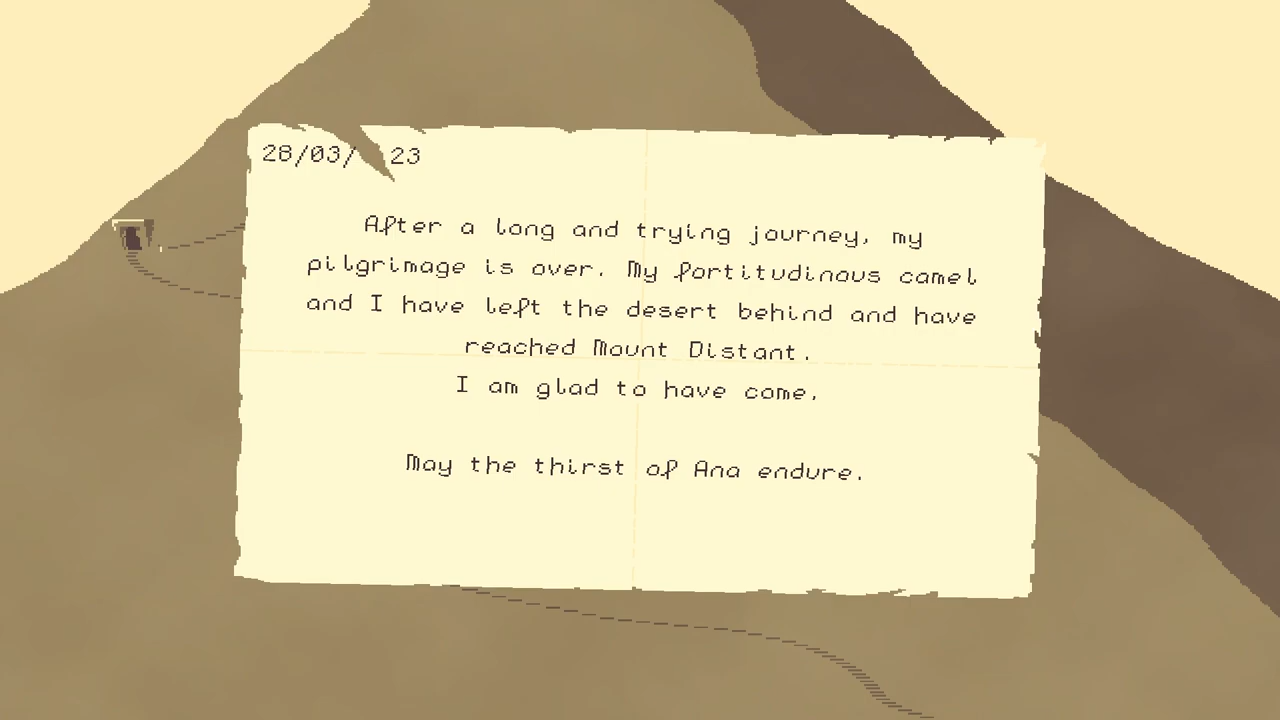 28/03/ 23
After a long and trying journey, my
pilgrimage is over. My fortitudinous camel
and I have left the desert behind and have
reached Mount Distant.
I am glad to have come.
May the thirst of Ana endure.